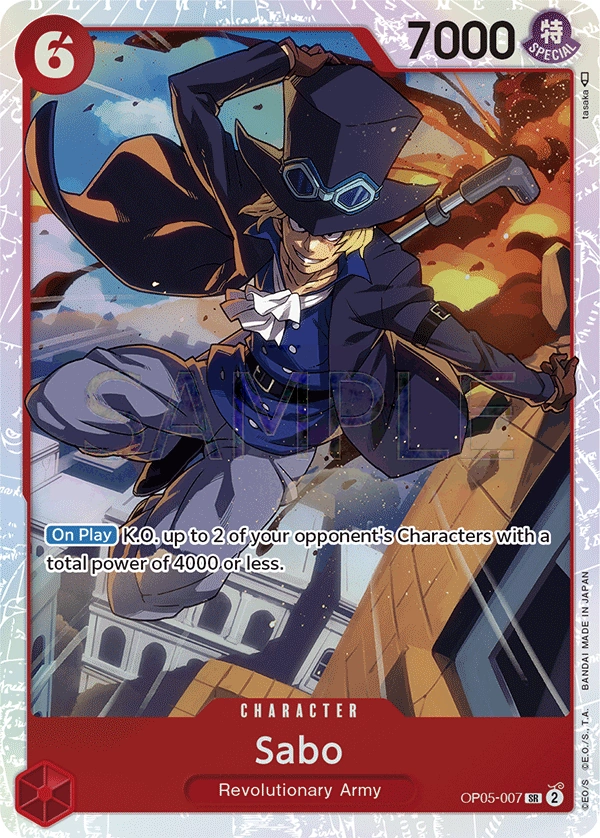 6
7000
特
SPECIAL
tasaka
SAMPLE
On Play K.O. up to 2 of your opponent's Characters with a
total power of 4000 or less.
BANDAI MADE IN JAPAN
©EO/S ©E.O./S., T.A.
CHARACTER
Sabo
Revolutionary Army
OP05-007 SR 2